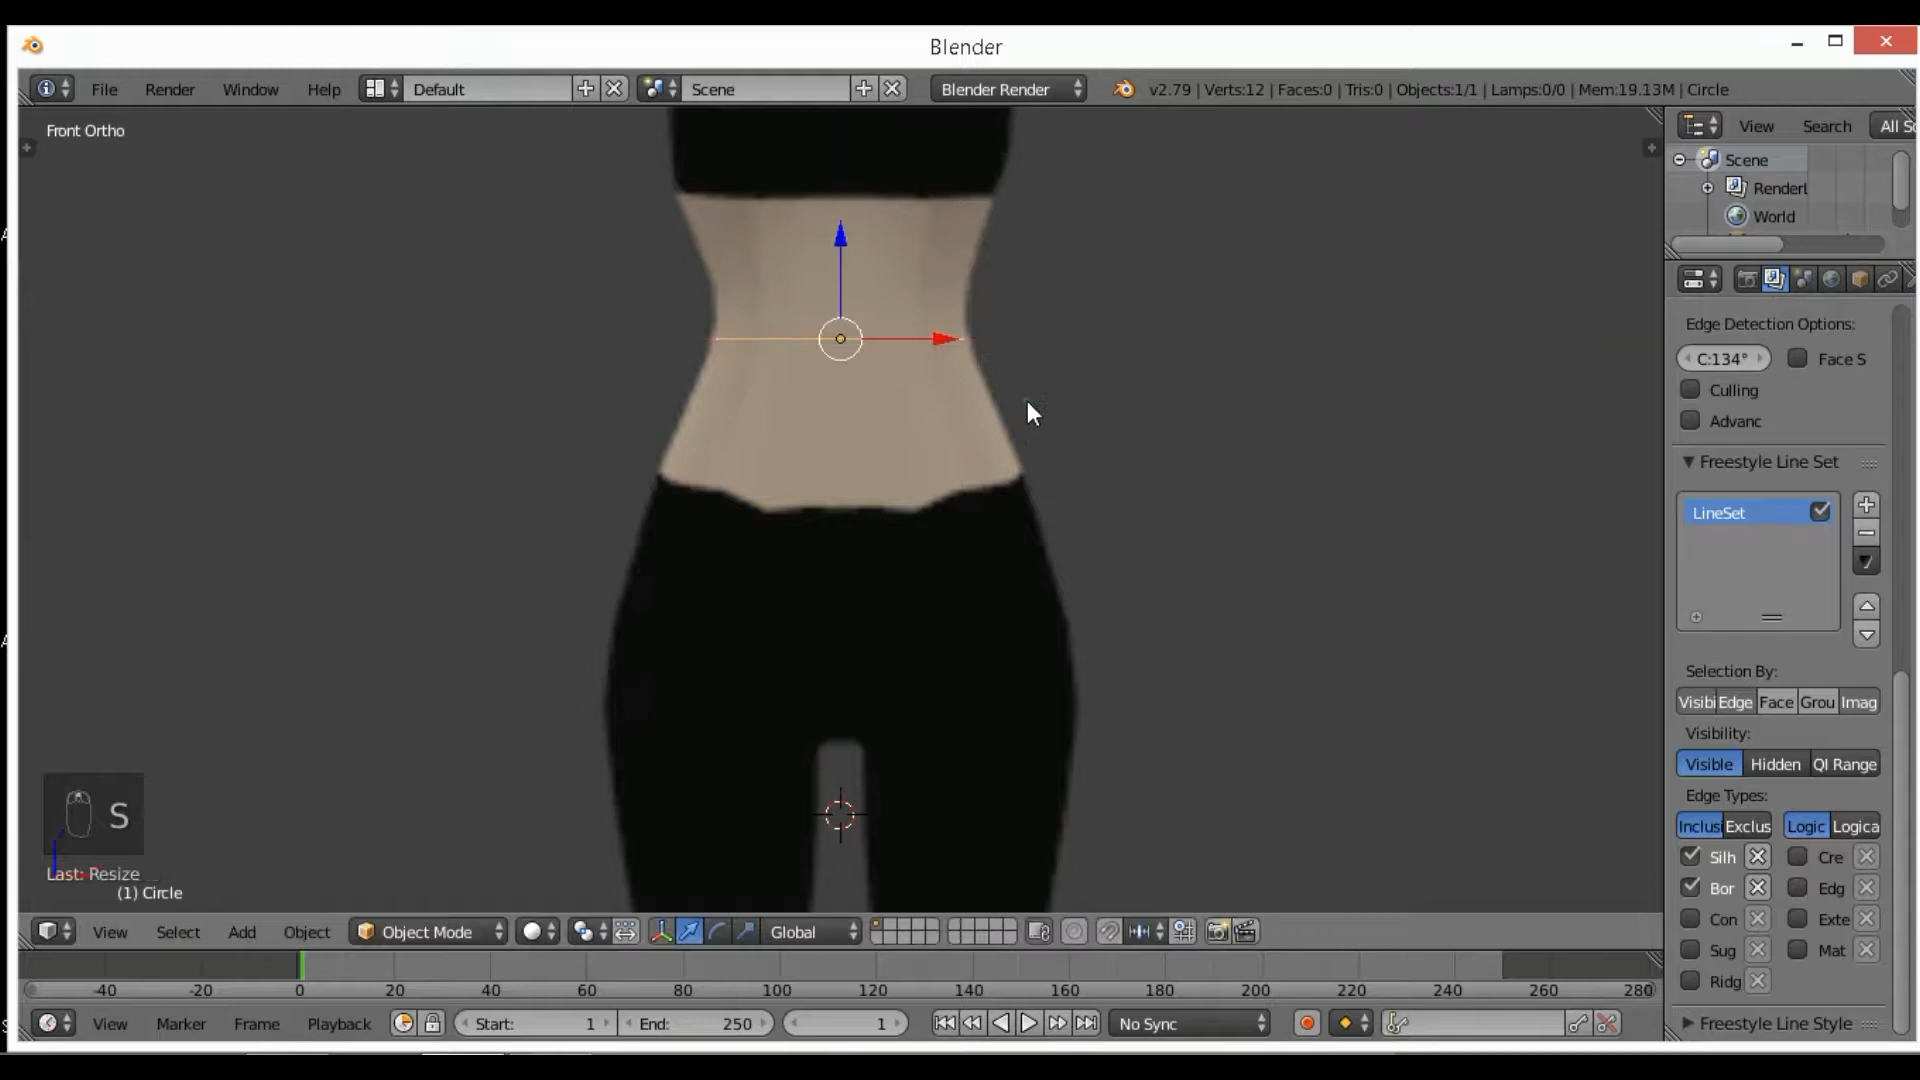 Blender
File Render Window Help Default Scene Blender Render v2.79 | Verts:12 | Faces:0 | Tris:0 | Objects:1/1 | Lamps:0/0 | Mem:19.13M | Circle
Front Ortho
View Search All Sc
Scene
RenderL
World
Edge Detection Options:
C:134° Face S
Culling
Advanc
Freestyle Line Set
LineSet
Selection By:
Visibi Edge Face Grou Imag
Visibility:
Visible Hidden QI Range
Edge Types:
Inclusi Exclus Logic Logica
Silh Cre
Bor Edg
Con Exte
Sug Mat
Ridg
Freestyle Line Style
S
Last: Resize
(1) Circle
View Select Add Object Object Mode Global
-40 -20 0 20 40 60 80 100 120 140 160 180 200 220 240 260 280
View Marker Frame Playback Start: 1 End: 250 1 No Sync